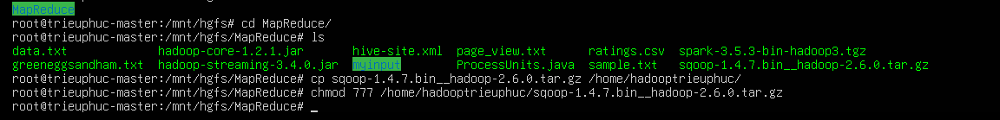 MapReduce
root@trieuphuc-master:/mnt/hgfs# cd MapReduce/
root@trieuphuc-master:/mnt/hgfs/MapReduce# ls
data.txt hadoop-core-1.2.1.jar hive-site.xml page_view.txt ratings.csv spark-3.5.3-bin-hadoop3.tgz
greeneggsandham.txt hadoop-streaming-3.4.0.jar myinput ProcessUnits.java sample.txt sqoop-1.4.7.bin__hadoop-2.6.0.tar.gz
root@trieuphuc-master:/mnt/hgfs/MapReduce# cp sqoop-1.4.7.bin__hadoop-2.6.0.tar.gz /home/hadooptrieuphuc/
root@trieuphuc-master:/mnt/hgfs/MapReduce# chmod 777 /home/hadooptrieuphuc/sqoop-1.4.7.bin__hadoop-2.6.0.tar.gz
root@trieuphuc-master:/mnt/hgfs/MapReduce# _